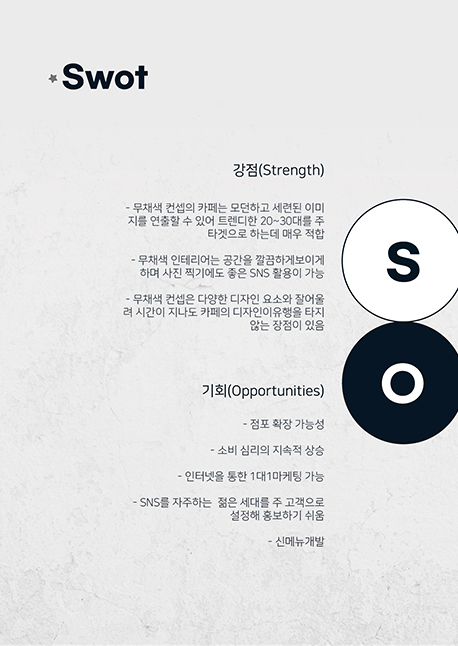 Swot
강점(Strength)
- 무채색 컨셉의 카페는 모던하고 세련된 이미
지를 연출할 수 있어 트렌디한 20~30대를 주
타겟으로 하는데 매우 적합
- 무채색 인테리어는 공간을 깔끔하게보이게
하며 사진 찍기에도 좋은 SNS 활용이 가능
- 무채색 컨셉은 다양한 디자인 요소와 잘어울
려 시간이 지나도 카페의 디자인이유행을 타지
않는 장점이 있음
S
O
기회(Opportunities)
- 점포 확장 가능성
- 소비 심리의 지속적 상승
- 인터넷을 통한 1대1마케팅 가능
- SNS를 자주하는 젊은 세대를 주 고객으로
설정해 홍보하기 쉬움
- 신메뉴개발